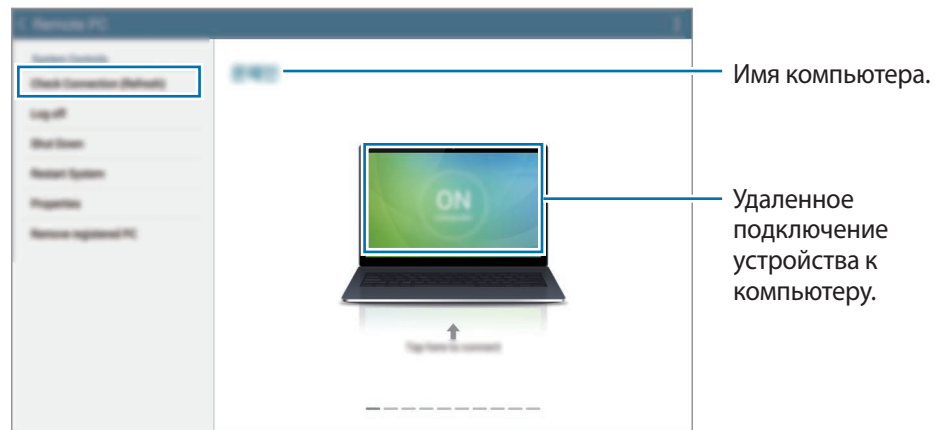 Remote PC
System Controls
Check Connection (Refresh)
Log off
Shut Down
Restart System
Properties
Remove registered PC
ON
Tap here to connect
Имя компьютера.
Удаленное
подключение
устройства к
компьютеру.